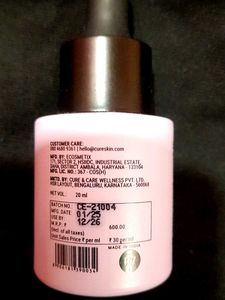 CUSTOMER CARE:
080 4680 9361 | hello@cureskin.com
MFD. BY: ECOSMETIX
171, SECTOR 2, HSIIDC, INDUSTRIAL ESTATE,
SAHA, DISTRICT AMBALA, HARYANA - 133104
MFG. LIC. NO.: 367 - COS(H)
MKTD. BY: CURE & CARE WELLNESS PVT. LTD.
HSR LAYOUT, BENGALURU, KARNATAKA - 560068
NET VOL. 20 ml
BATCH NO. CE-21004
MFG. DATE 01/25
USE BEFORE 12/26
M.R.P. ₹ 600.00
(Incl. of all taxes)
Unit Sales Price ₹ per ml ₹ 30 per ml
MADE IN INDIA